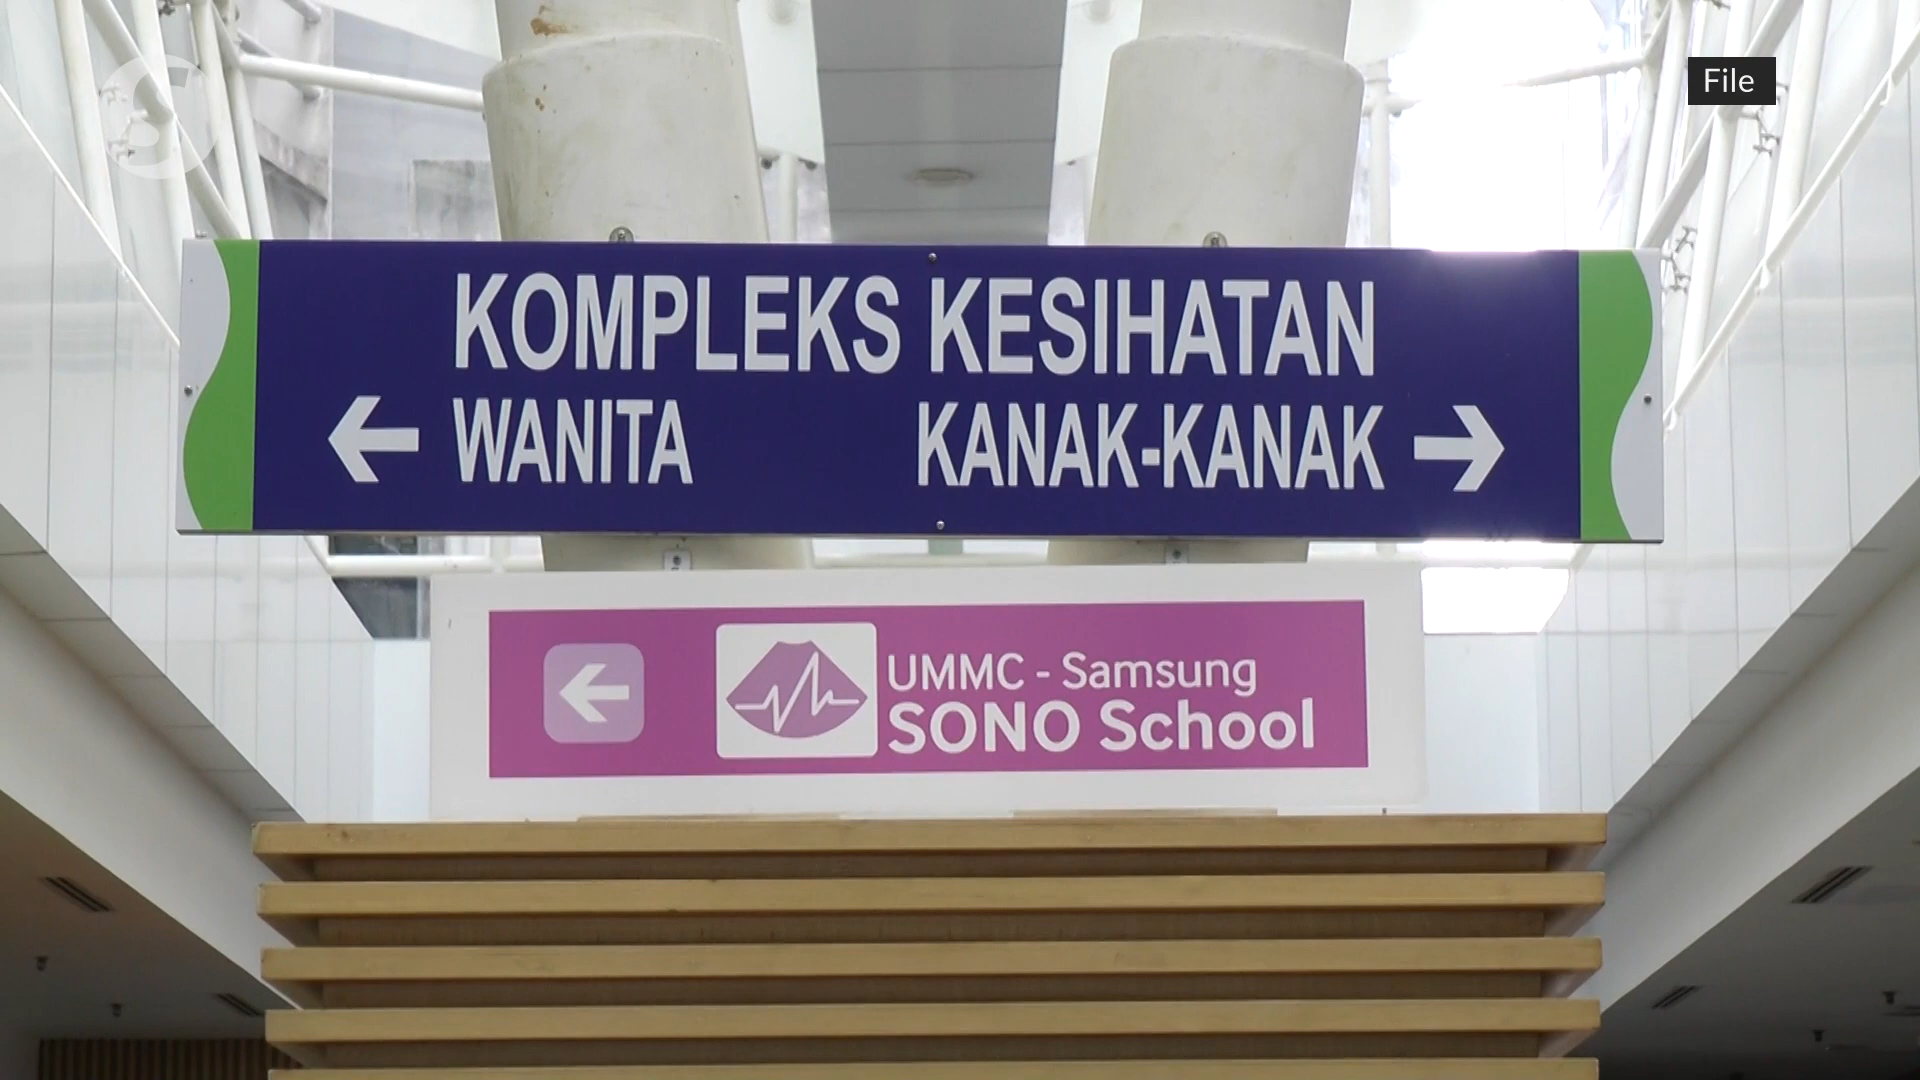 File
KOMPLEKS KESIHATAN
← WANITA KANAK-KANAK →
←
UMMC - Samsung
SONO School